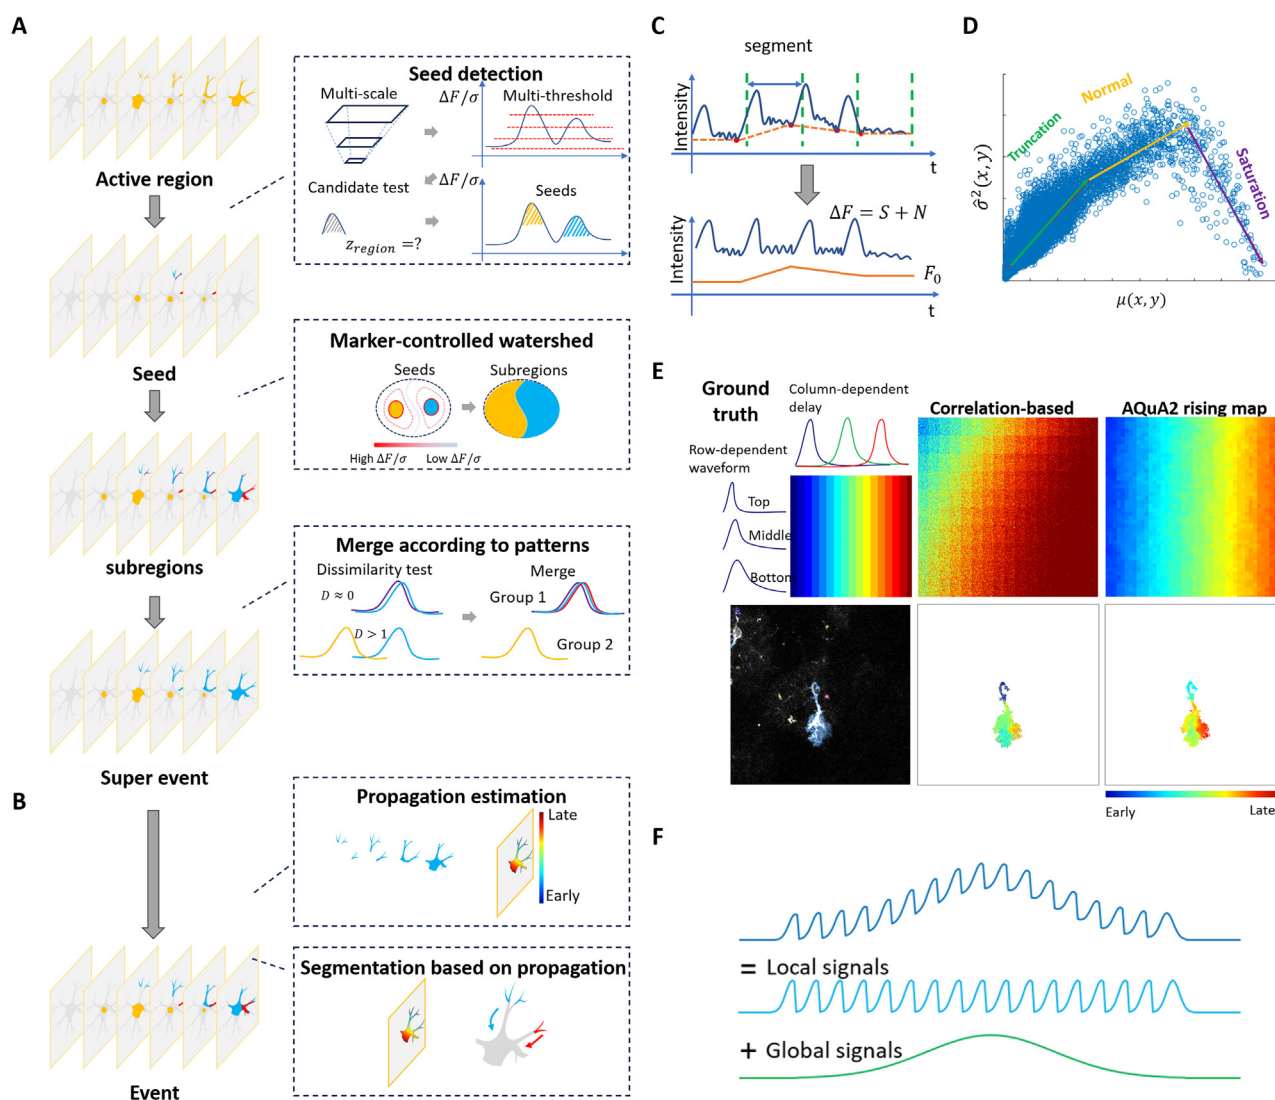 A
Active region
Seed
subregions
Super event
Seed detection
Multi-scale
ΔF/σ
Multi-threshold
Candidate test
ΔF/σ
Seeds
z_region =?
Marker-controlled watershed
Seeds
Subregions
High ΔF/σ
Low ΔF/σ
Merge according to patterns
Dissimilarity test
Merge
D ≈ 0
Group 1
D > 1
Group 2
B
Event
Propagation estimation
Late
Early
Segmentation based on propagation
C
segment
Intensity
t
ΔF = S + N
Intensity
F₀
t
D
Truncation
Normal
Saturation
σ̂²(x, y)
μ(x, y)
E
Ground
truth
Column-dependent
delay
Row-dependent
waveform
Top
Middle
Bottom
Correlation-based
AQuA2 rising map
Early
Late
F
= Local signals
+ Global signals